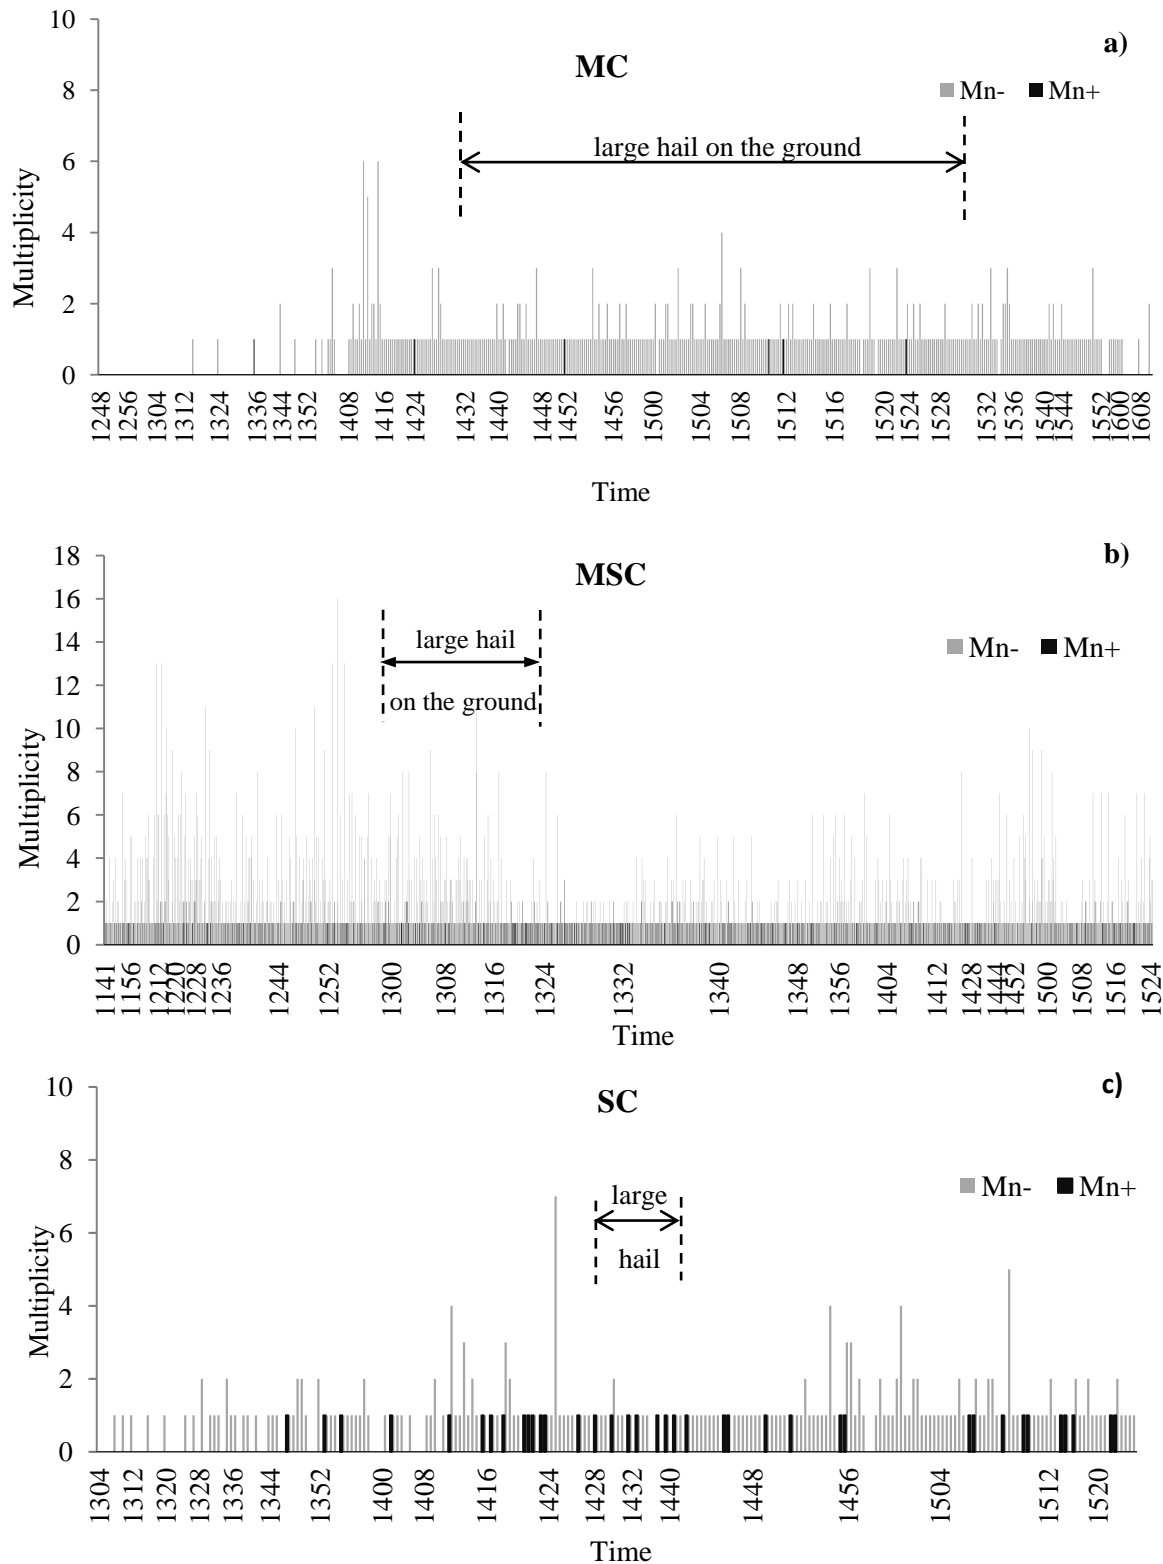 a)
MC
Mn- Mn+
large hail on the ground
Multiplicity
10
8
6
4
2
0
1248 1256 1304 1312 1324 1336 1344 1352 1408 1416 1424 1432 1440 1448 1452 1456 1500 1504 1508 1512 1516 1520 1524 1528 1532 1536 1540 1544 1552 1600 1608
Time
b)
MSC
Mn- Mn+
large hail
on the ground
Multiplicity
18
16
14
12
10
8
6
4
2
0
1141 1156 1212 1220 1228 1236 1244 1252 1300 1308 1316 1324 1332 1340 1348 1356 1404 1412 1428 1444 1452 1500 1508 1516 1524
Time
c)
SC
Mn- Mn+
large
hail
Multiplicity
10
8
6
4
2
0
1304 1312 1320 1328 1336 1344 1352 1400 1408 1416 1424 1428 1432 1440 1448 1456 1504 1512 1520
Time